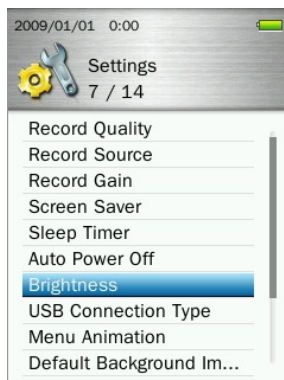 2009/01/01 0:00
Settings
7 / 14
Record Quality
Record Source
Record Gain
Screen Saver
Sleep Timer
Auto Power Off
Brightness
USB Connection Type
Menu Animation
Default Background Im...